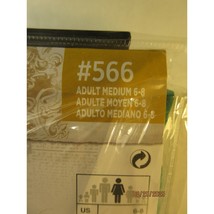 #566
ADULT MEDIUM 6-8
ADULTE MOYEN 6-8
ADULTO MEDIANO 6-8
US 6-8